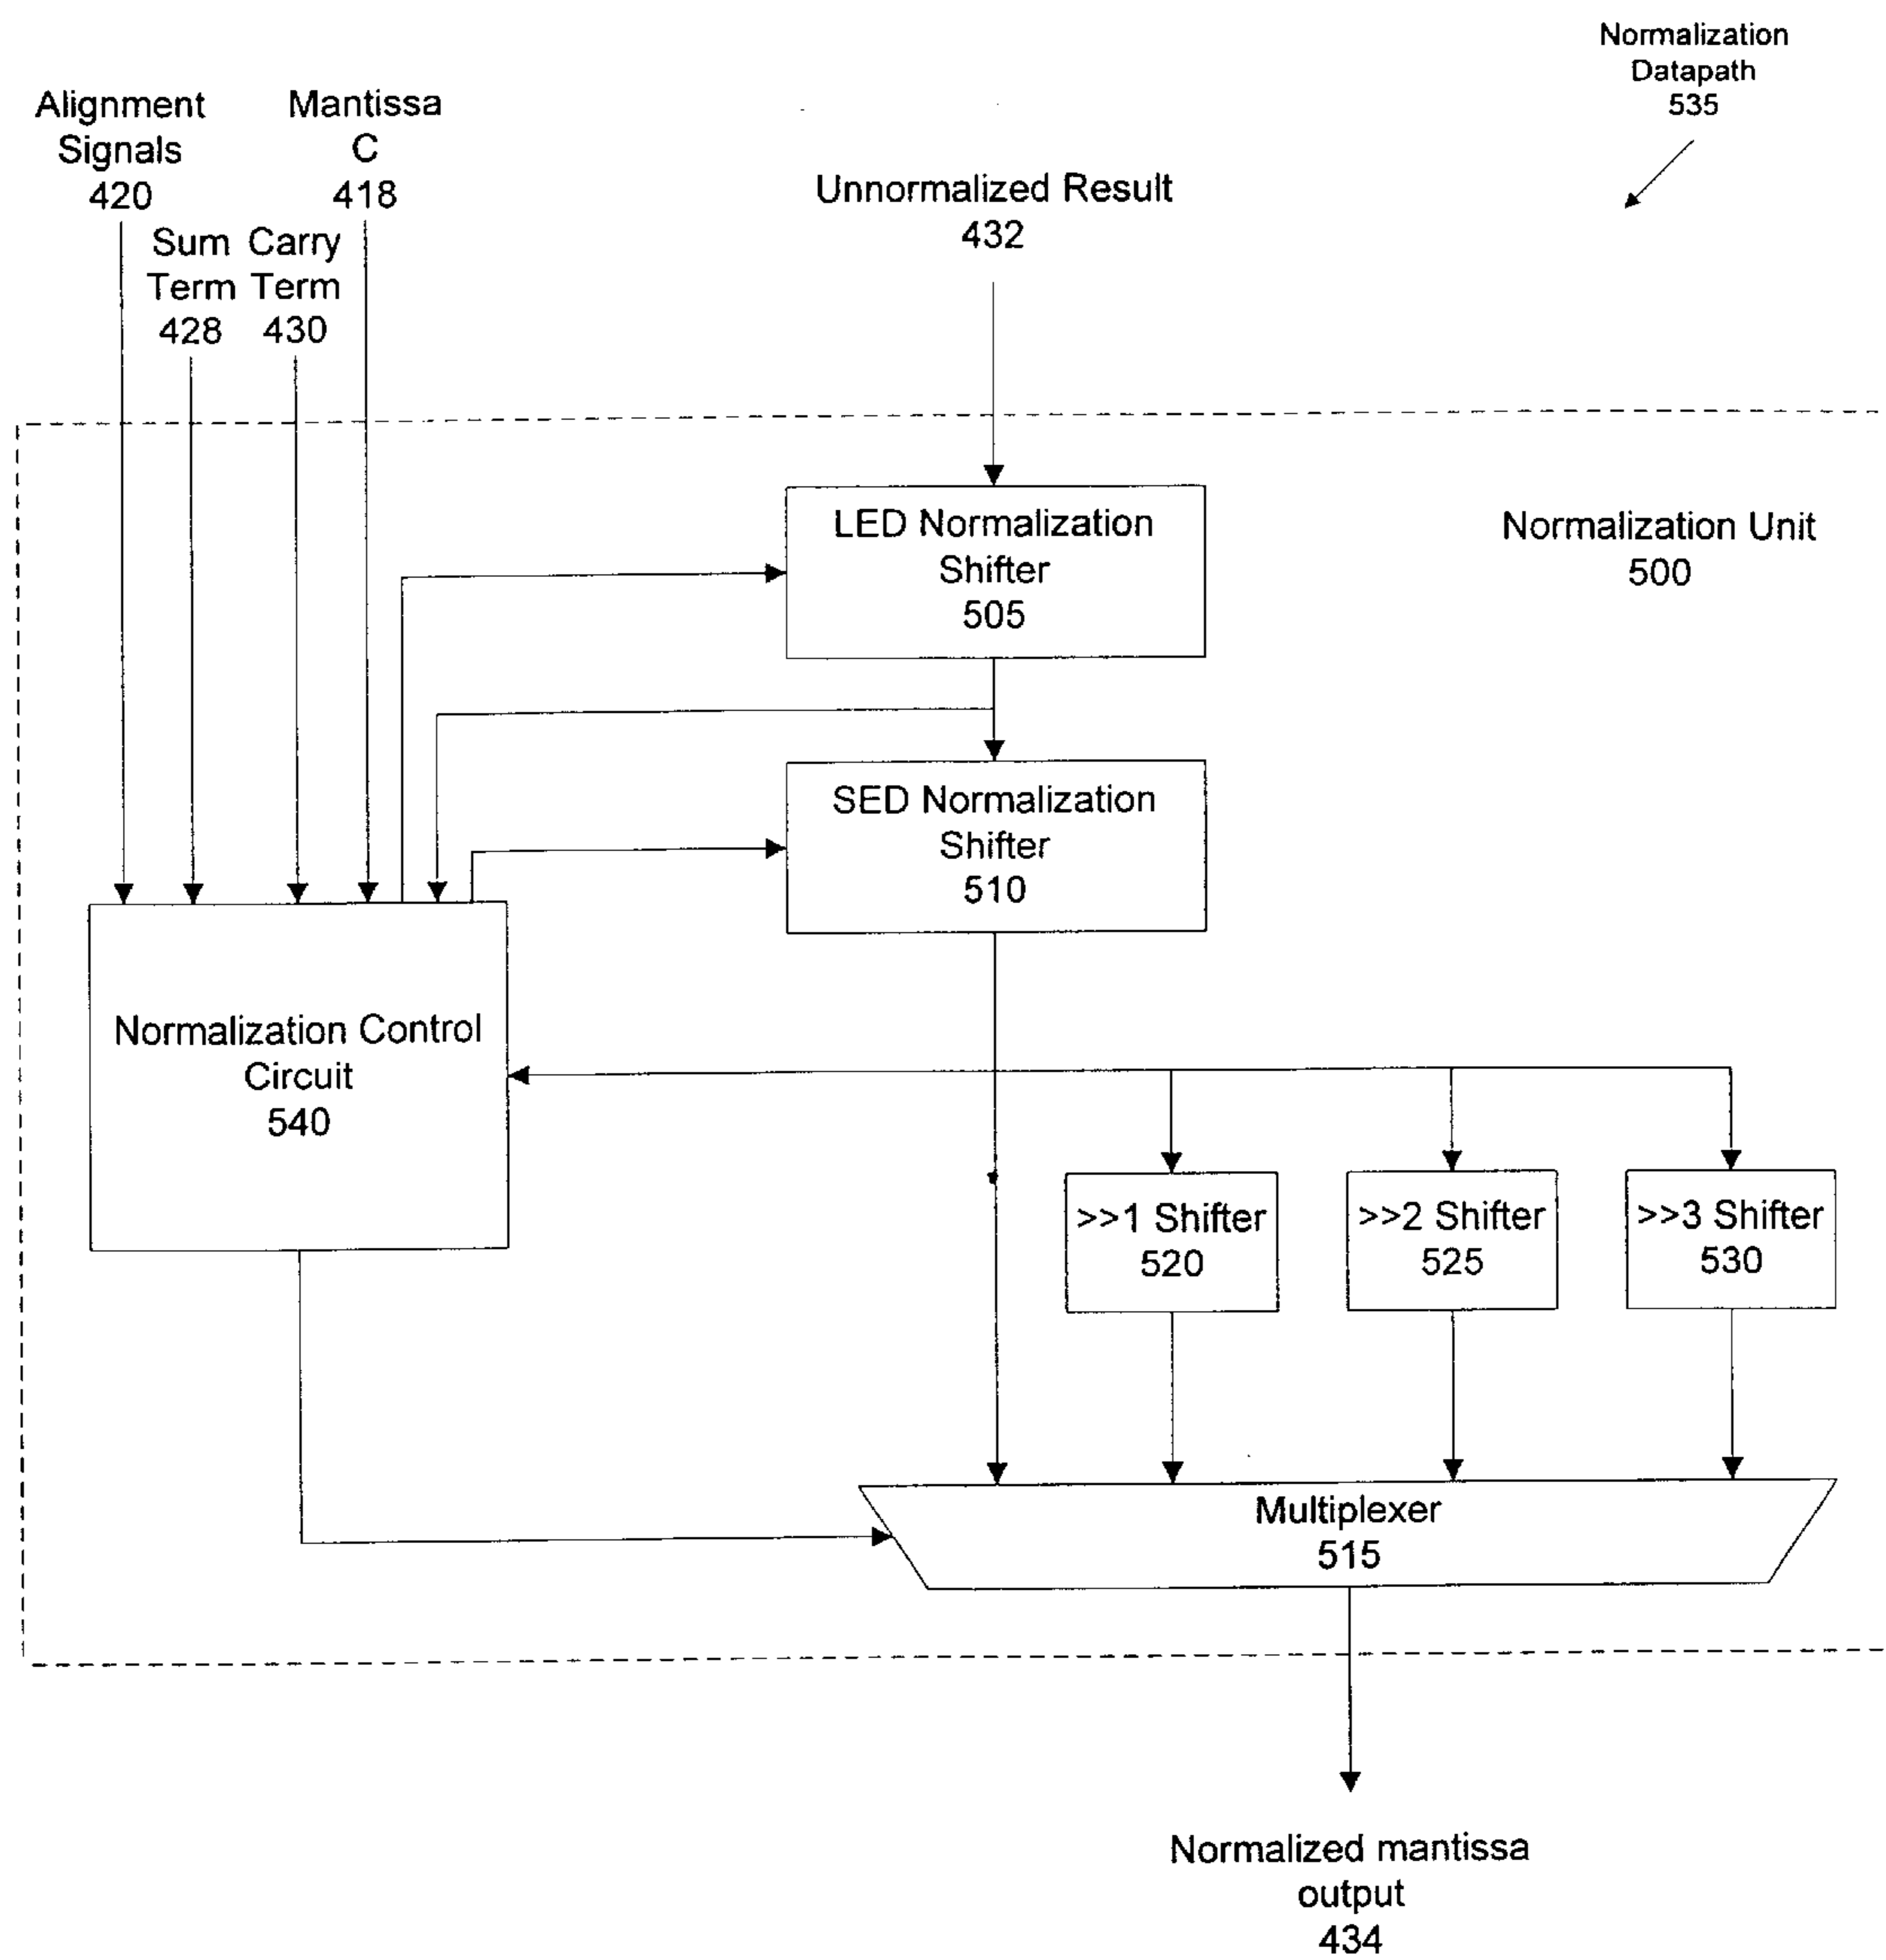 Normalization
Datapath
535
Alignment
Signals
420
Mantissa
C
418
Sum
Term
428
Carry
Term
430
Unnormalized Result
432
LED Normalization
Shifter
505
Normalization Unit
500
SED Normalization
Shifter
510
Normalization Control
Circuit
540
>>1 Shifter
520
>>2 Shifter
525
>>3 Shifter
530
Multiplexer
515
Normalized mantissa
output
434